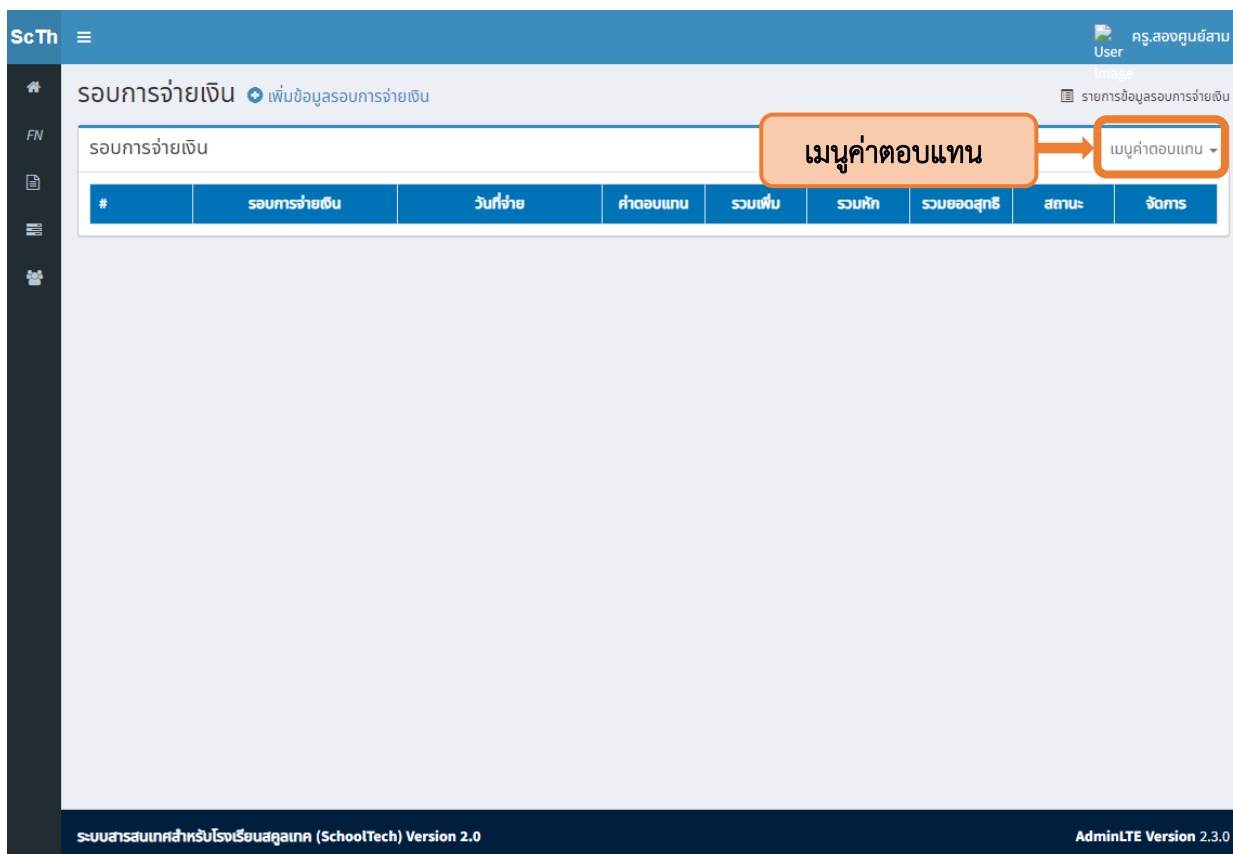 ScTh
User Image
ครู.สองศูนย์สาม
รอบการจ่ายเงิน เพิ่มข้อมูลรอบการจ่ายเงิน
รายการข้อมูลรอบการจ่ายเงิน
FN
รอบการจ่ายเงิน
เมนูค่าตอบแทน
เมนูค่าตอบแทน
# รอบการจ่ายเงิน วันที่จ่าย ค่าตอบแทน รวมเพิ่ม รวมหัก รวมยอดสุทธิ สถานะ จัดการ
ระบบสารสนเทศสำหรับโรงเรียนสคูลเทค (SchoolTech) Version 2.0
AdminLTE Version 2.3.0